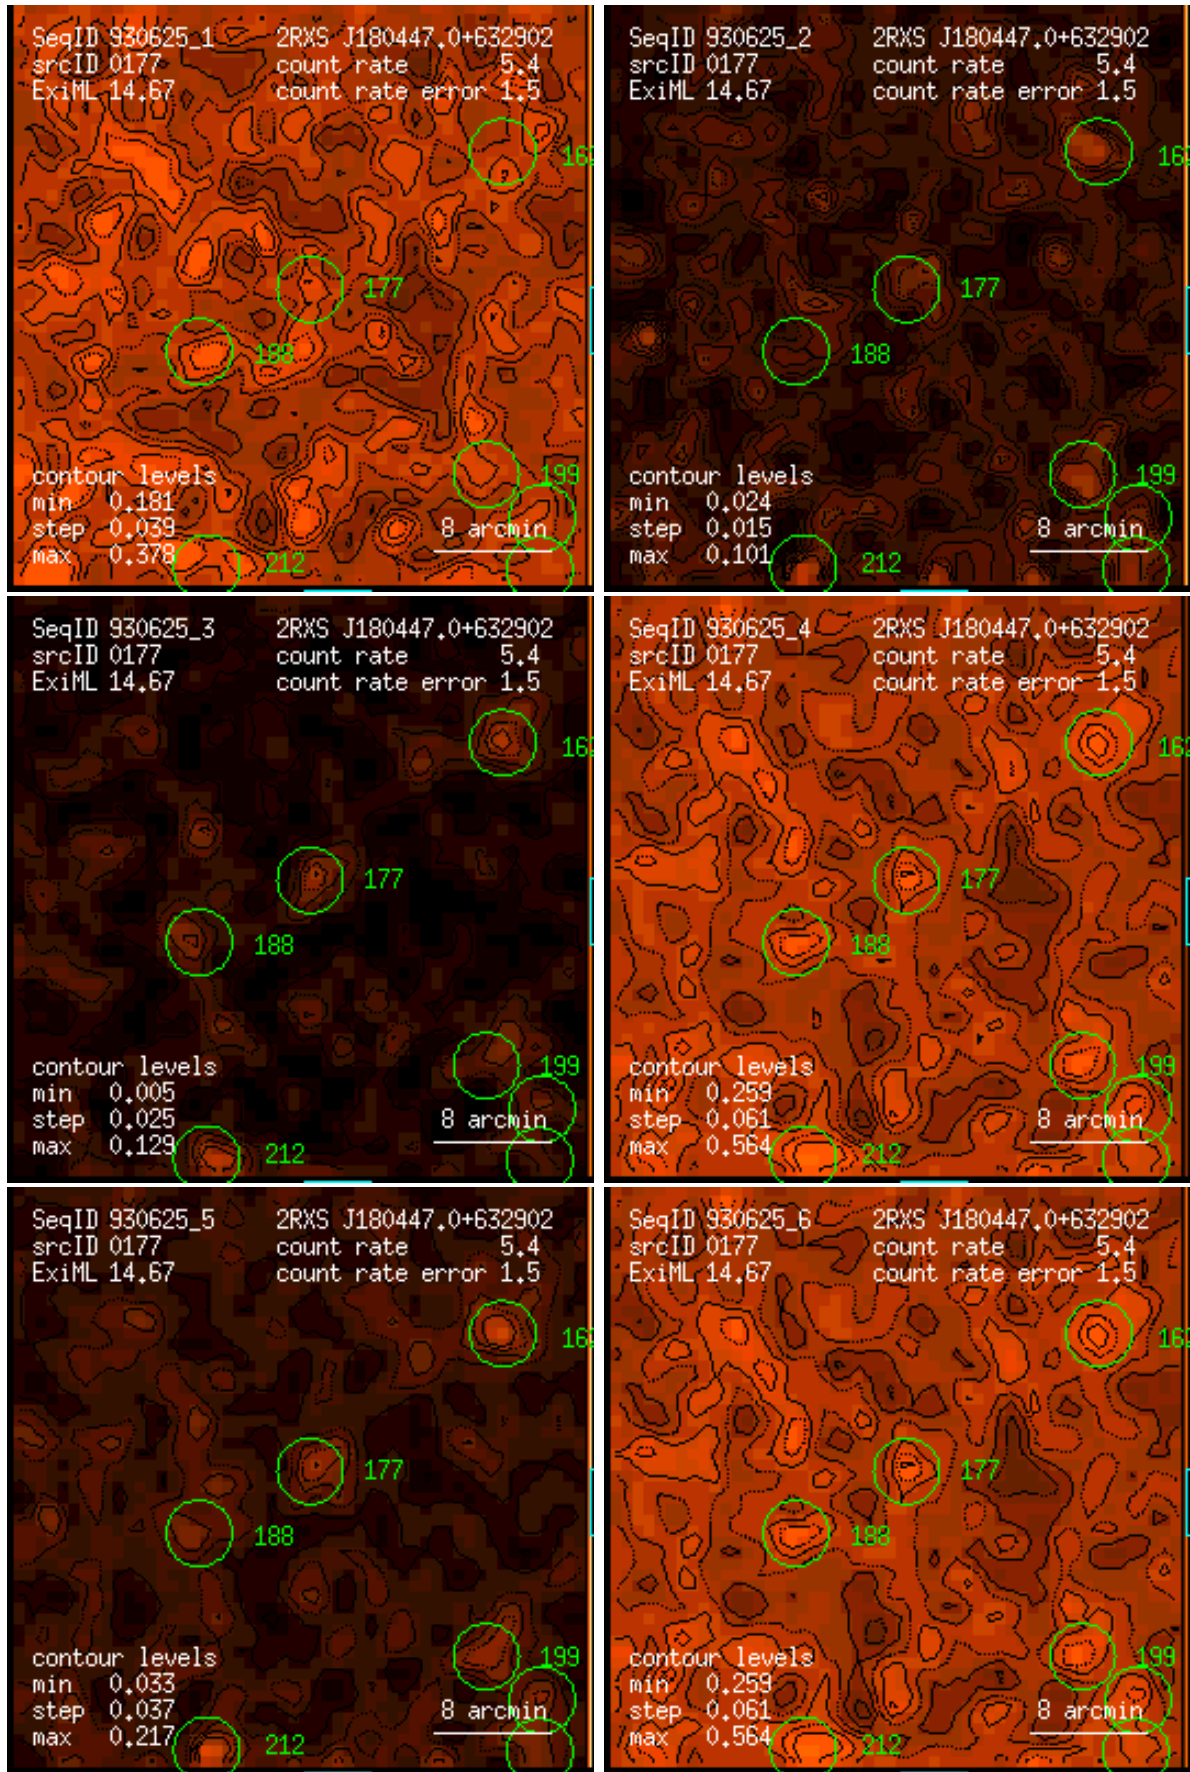 SeqID 930625_1 2RXS J180447.0+632902
srcID 0177 count rate 5.4
ExiML 14.67 count rate error 1.5
177
188
contour levels
199
min 0.181
step 0.039 8 arcmin
max 0.378
212
SeqID 930625_2 2RXS J180447.0+632902
srcID 0177 count rate 5.4
ExiML 14.67 count rate error 1.5
177
188
contour levels
199
min 0.024
step 0.015 8 arcmin
max 0.101
212
SeqID 930625_3 2RXS J180447.0+632902
srcID 0177 count rate 5.4
ExiML 14.67 count rate error 1.5
177
188
contour levels
199
min 0.005
step 0.025 8 arcmin
max 0.129
212
SeqID 930625_4 2RXS J180447.0+632902
srcID 0177 count rate 5.4
ExiML 14.67 count rate error 1.5
177
188
contour levels
199
min 0.259
step 0.061 8 arcmin
max 0.564
212
SeqID 930625_5 2RXS J180447.0+632902
srcID 0177 count rate 5.4
ExiML 14.67 count rate error 1.5
177
188
contour levels
199
min 0.033
step 0.037 8 arcmin
max 0.217
212
SeqID 930625_6 2RXS J180447.0+632902
srcID 0177 count rate 5.4
ExiML 14.67 count rate error 1.5
177
188
contour levels
199
min 0.259
step 0.061 8 arcmin
max 0.564
212